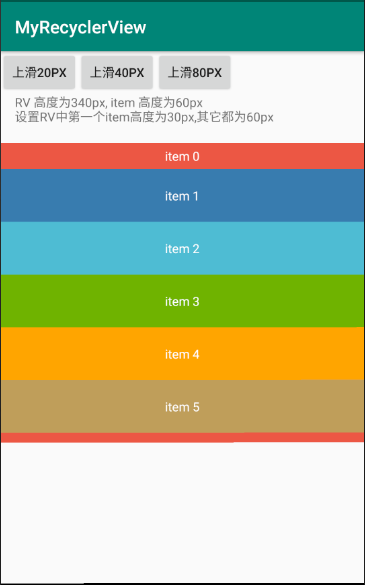 MyRecyclerView
上滑20PX 上滑40PX 上滑80PX
RV 高度为340px, item 高度为60px
设置RV中第一个item高度为30px,其它都为60px
item 0
item 1
item 2
item 3
item 4
item 5